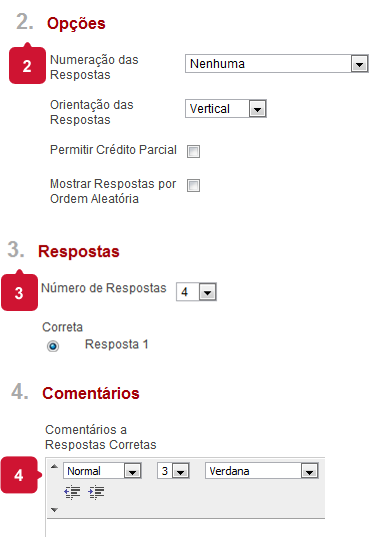 2. Opções
2
Numeração das
Respostas
Nenhuma
Orientação das
Respostas
Vertical
Permitir Crédito Parcial
Mostrar Respostas por
Ordem Aleatória
3. Respostas
3
Número de Respostas
4
Correta
Resposta 1
4. Comentários
Comentários a
Respostas Corretas
4
Normal 3 Verdana